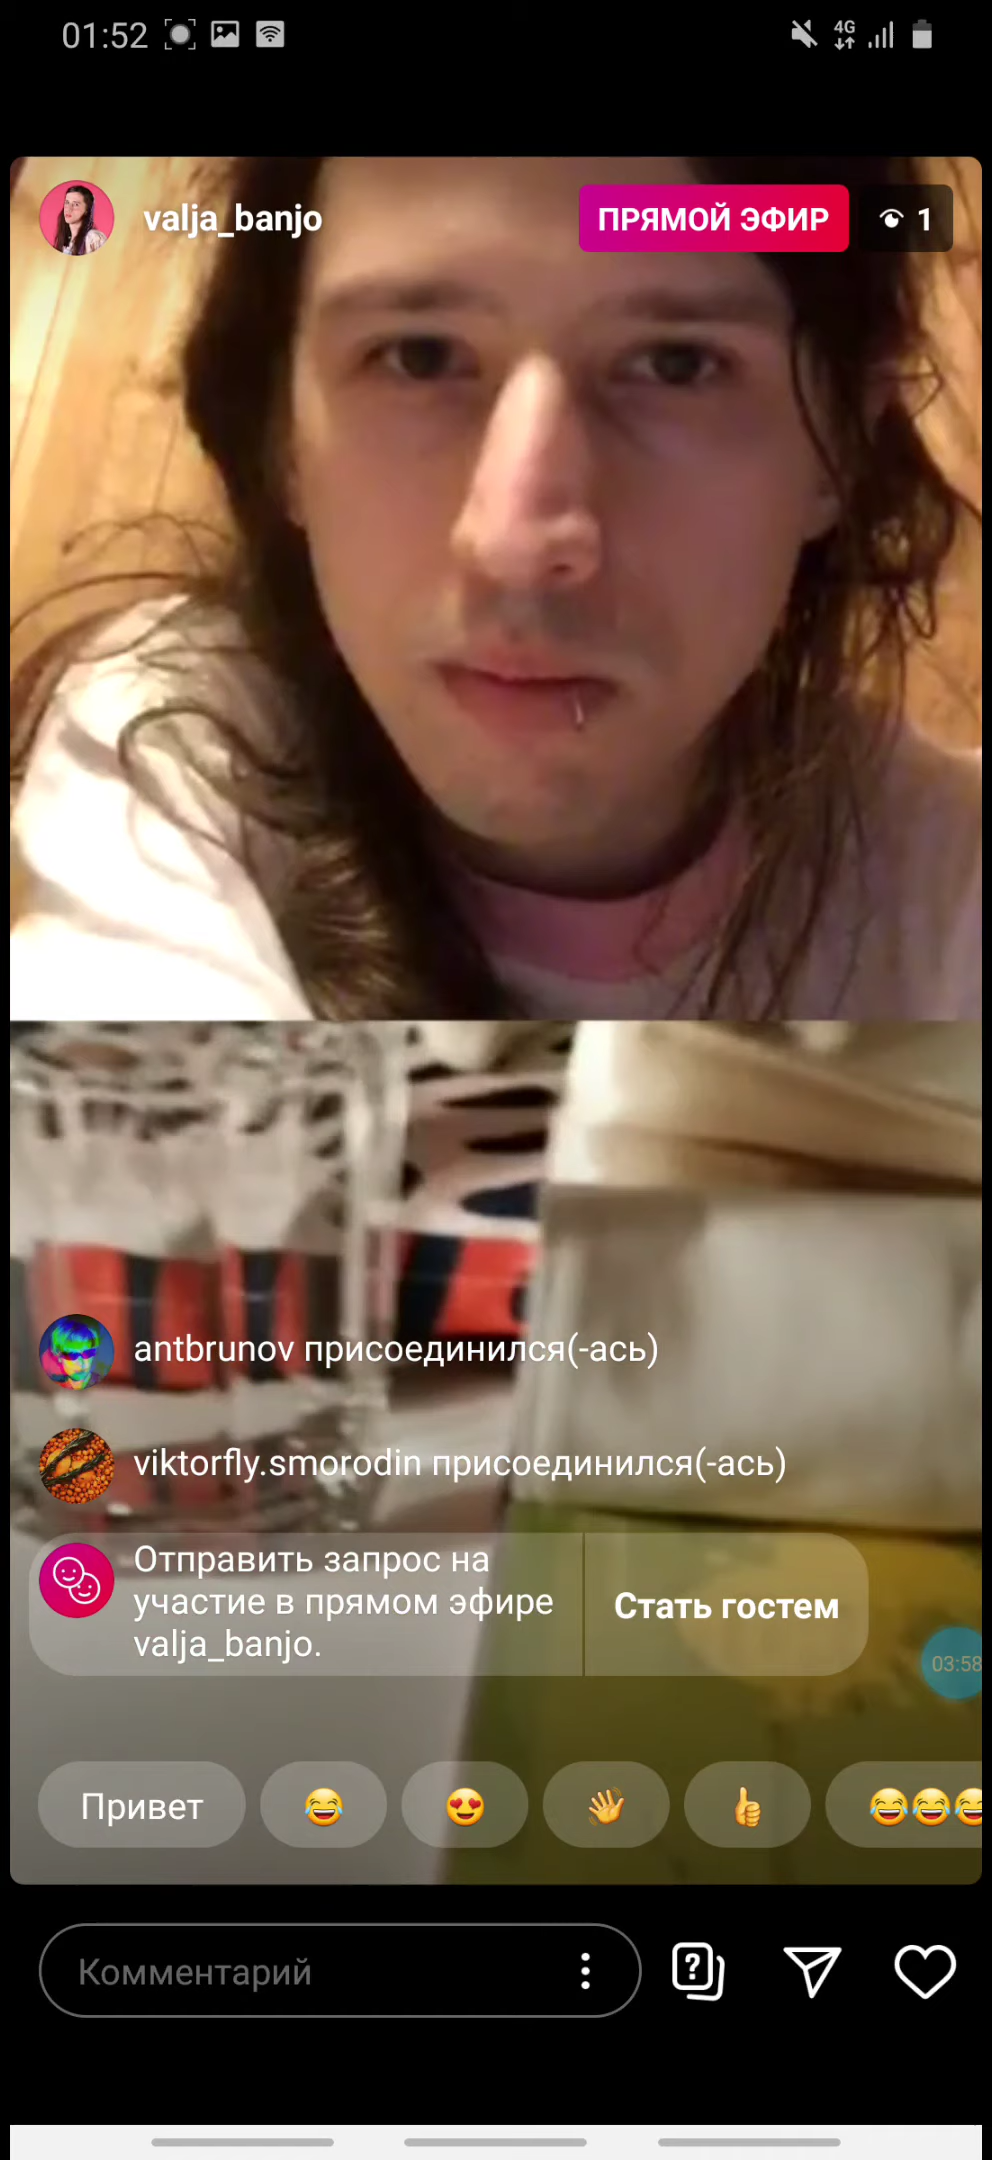 01:52
4G
valja_banjo
ПРЯМОЙ ЭФИР
1
antbrunov присоединился(-ась)
viktorfly.smorodin присоединился(-ась)
Отправить запрос на
участие в прямом эфире
valja_banjo.
Стать гостем
03:58
Привет
Комментарий